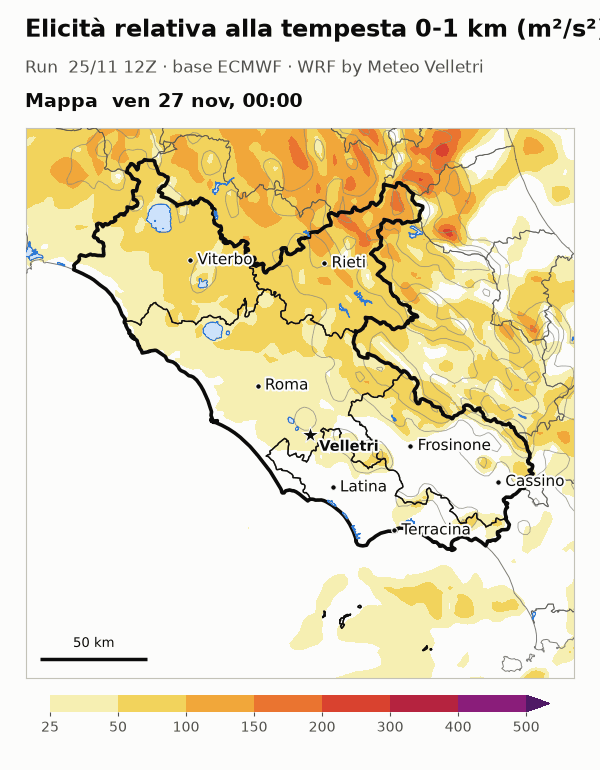 Elicità relativa alla tempesta 0-1 km (m²/s²)
Run  25/11 12Z · base ECMWF · WRF by Meteo Velletri
Mappa  ven 27 nov, 00:00
Viterbo
Rieti
Roma
Velletri
Frosinone
Latina
Cassino
Terracina
50 km
25 50 100 150 200 300 400 500